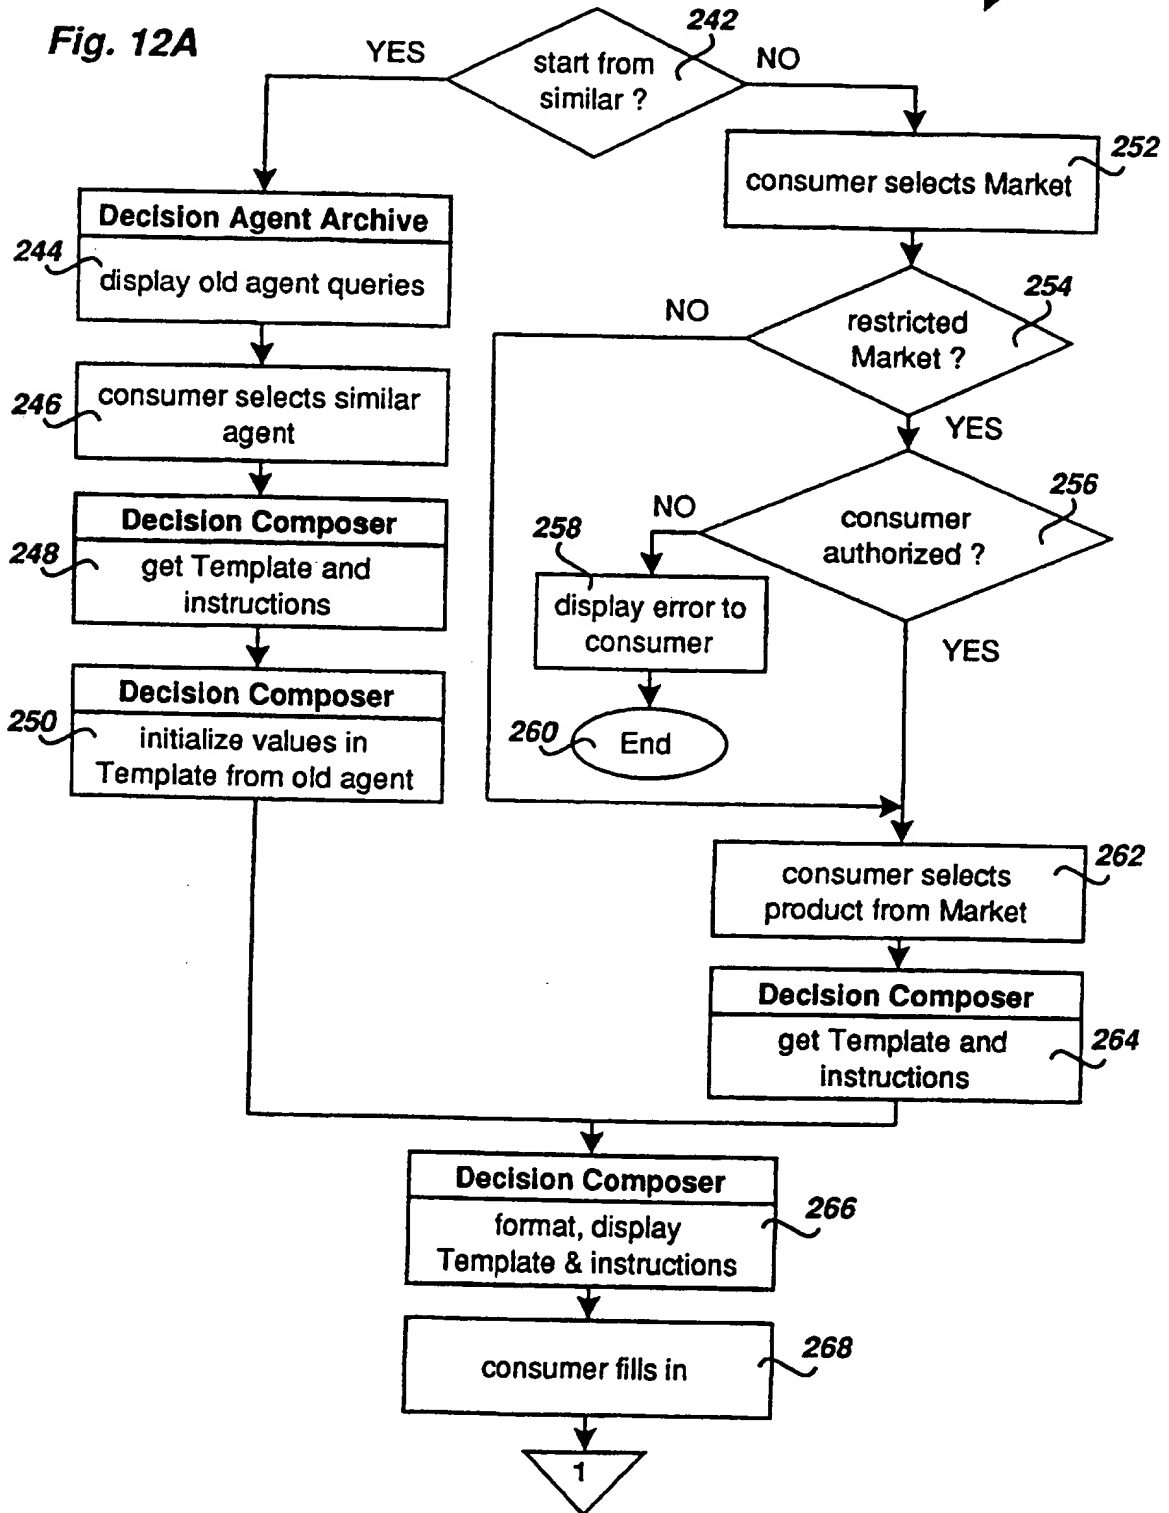 Fig. 12A
242
YES
start from
similar ?
NO
252
consumer selects Market
Decision Agent Archive
244
display old agent queries
254
NO
restricted
Market ?
YES
246
consumer selects similar
agent
256
NO
consumer
authorized ?
YES
Decision Composer
248
get Template and
instructions
258
display error to
consumer
260
End
Decision Composer
250
initialize values in
Template from old agent
262
consumer selects
product from Market
Decision Composer
264
get Template and
instructions
Decision Composer
266
format, display
Template & instructions
268
consumer fills in
1